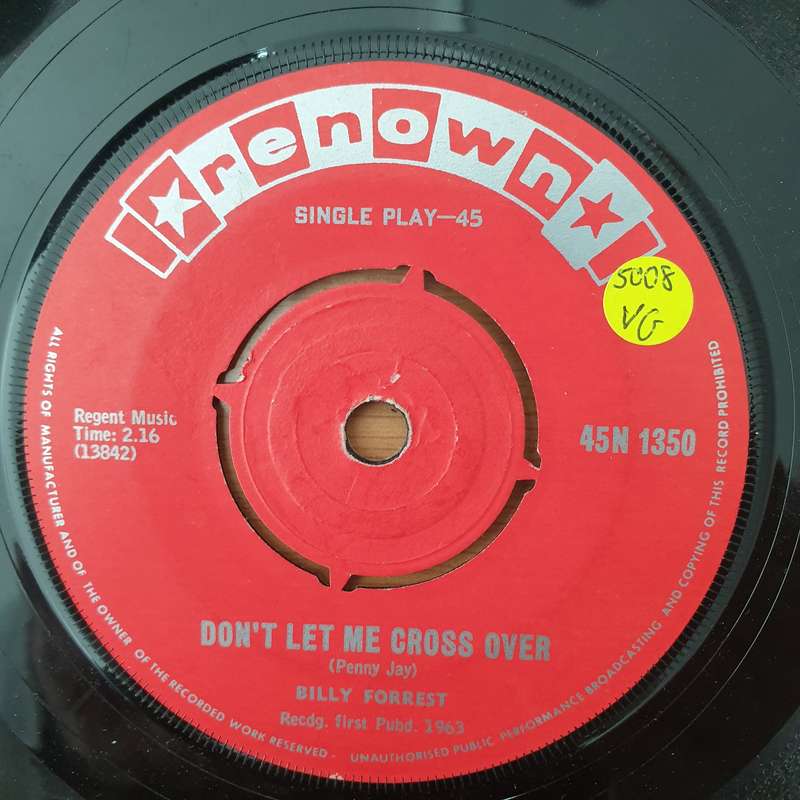 renown
SINGLE PLAY—45
5008
VG
Regent Music
Time: 2.16
(13842)
45N 1350
DON'T LET ME CROSS OVER
(Penny Jay)
BILLY FORREST
Recdg. first Pubd. 1963
ALL RIGHTS OF MANUFACTURER AND OF THE OWNER OF THE RECORDED WORK RESERVED - UNAUTHORISED PUBLIC PERFORMANCE·BROADCASTING AND COPYING OF THIS RECORD PROHIBITED